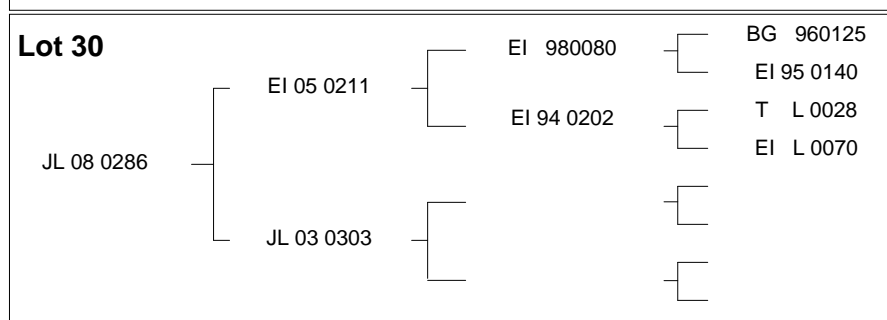 Lot 30
JL 08 0286
EI 05 0211
JL 03 0303
EI 980080
EI 94 0202
BG 960125
EI 95 0140
T L 0028
EI L 0070